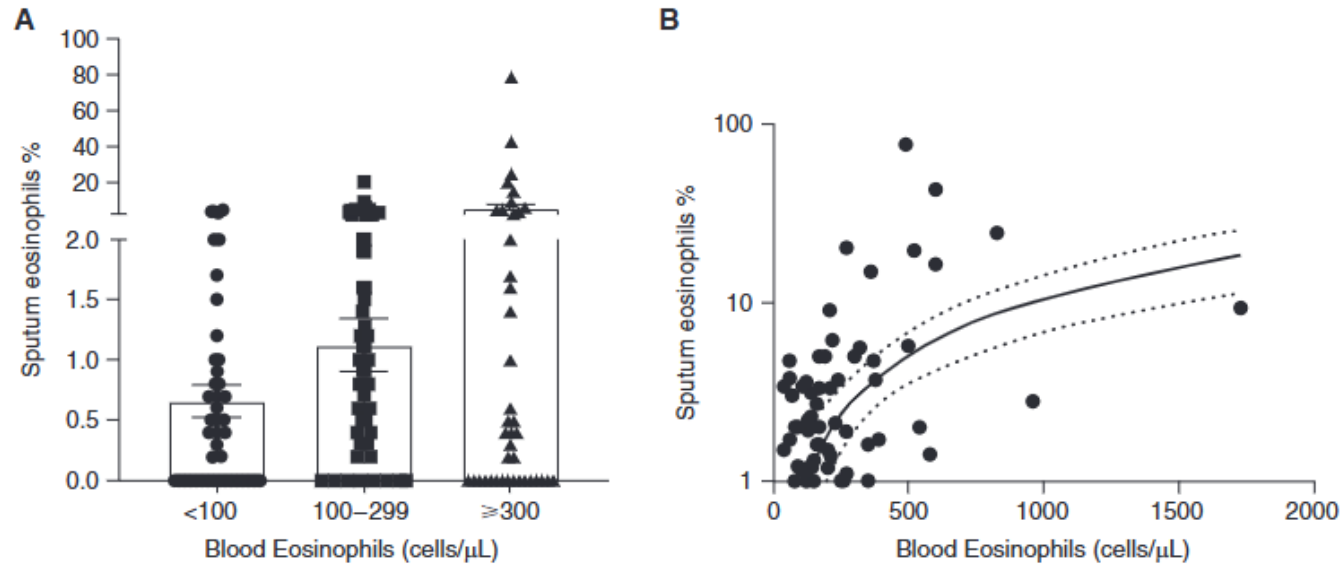 A
100
80
60
40
20
2.0
1.5
1.0
0.5
0.0
Sputum eosinophils %
<100 100–299 ⩾300
Blood Eosinophils (cells/μL)
B
100
10
1
Sputum eosinophils %
0 500 1000 1500 2000
Blood Eosinophils (cells/μL)